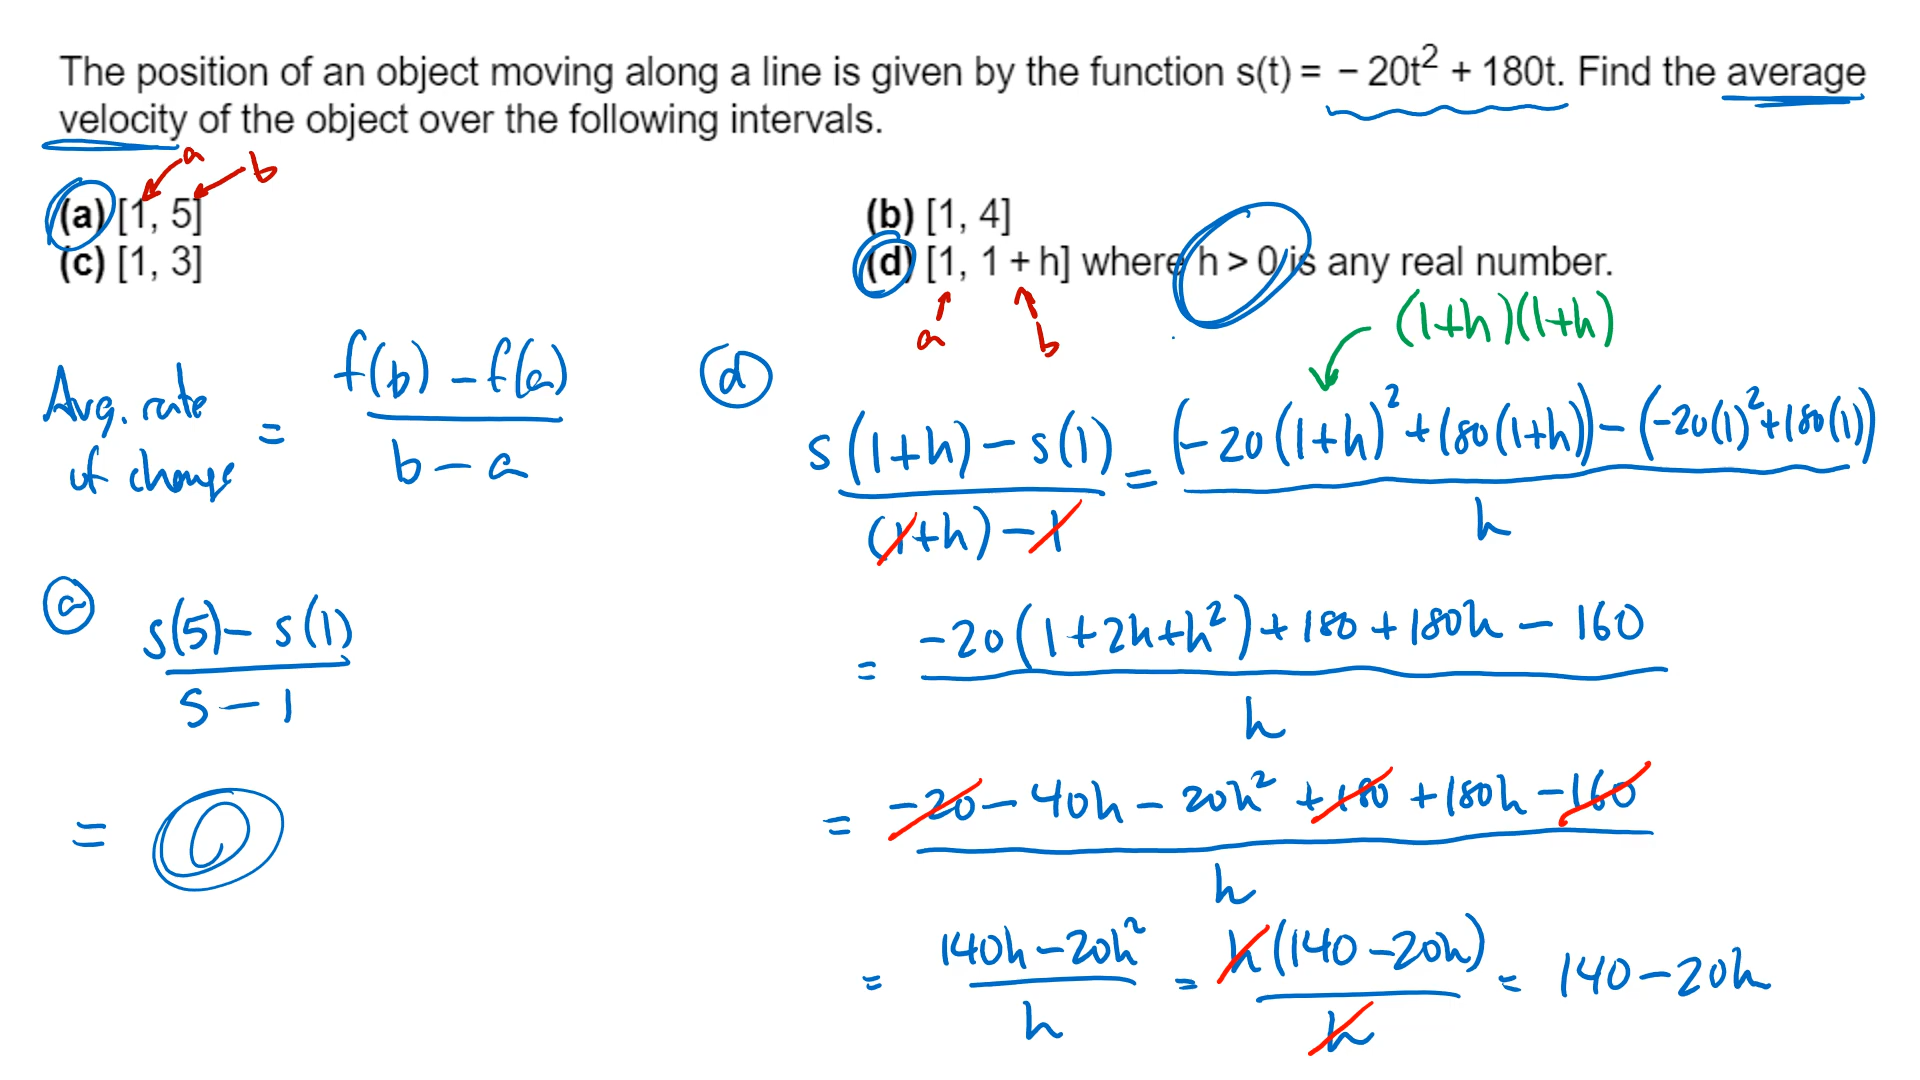 The position of an object moving along a line is given by the function s(t) = − 20t² + 180t. Find the average
velocity of the object over the following intervals.
a b
(a) [1, 5]
(b) [1, 4]
(c) [1, 3]
(d) [1, 1 + h] where h > 0 is any real number.
a b
(1+h)(1+h)
Avg. rate of change = f(b) - f(a) / b - a
(a)
s(5) - s(1) / 5 - 1
= 0
(d)
s(1+h) - s(1) / (1+h) - 1 = (-20(1+h)² + 180(1+h)) - (-20(1)² + 180(1)) / h
= -20(1+2h+h²) + 180 + 180h - 160 / h
= -20 - 40h - 20h² + 180 + 180h - 160 / h
= 140h - 20h² / h = h(140 - 20h) / h = 140 - 20h